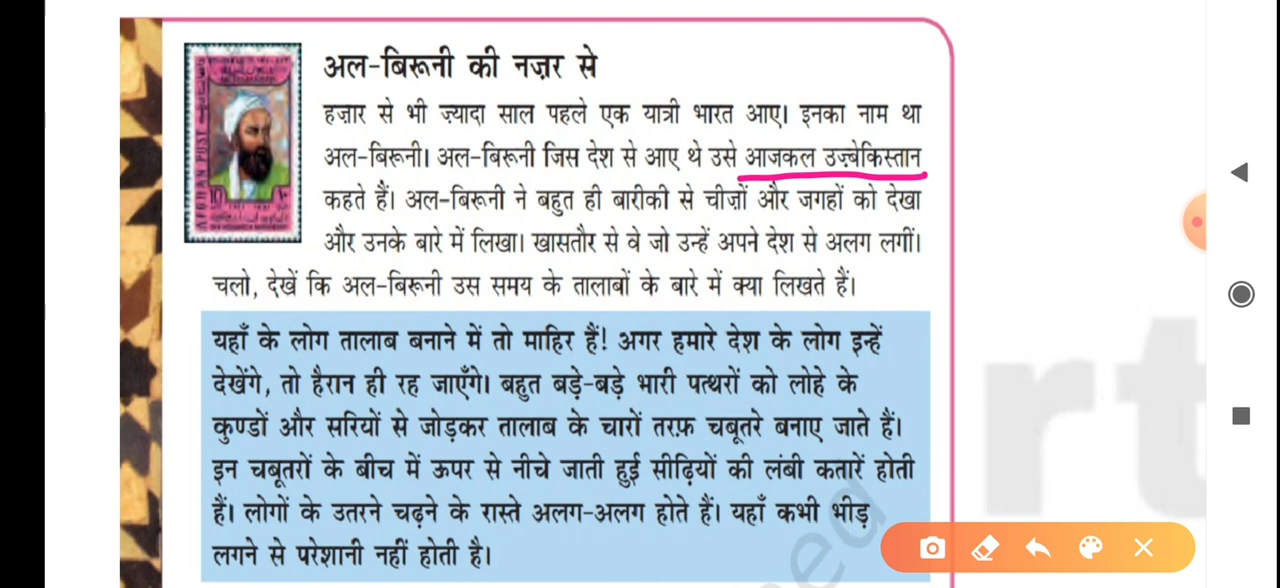 अल-बिरूनी की नज़र से
हज़ार से भी ज़्यादा साल पहले एक यात्री भारत आए। इनका नाम था
अल-बिरूनी। अल-बिरूनी जिस देश से आए थे उसे आजकल उज़्बेकिस्तान
कहते हैं। अल-बिरूनी ने बहुत ही बारीकी से चीज़ों और जगहों को देखा
और उनके बारे में लिखा। खासतौर से वे जो उन्हें अपने देश से अलग लगीं।
चलो, देखें कि अल-बिरूनी उस समय के तालाबों के बारे में क्या लिखते हैं।
यहाँ के लोग तालाब बनाने में तो माहिर हैं! अगर हमारे देश के लोग इन्हें
देखेंगे, तो हैरान ही रह जाएँगे। बहुत बड़े-बड़े भारी पत्थरों को लोहे के
कुण्डों और सरियों से जोड़कर तालाब के चारों तरफ़ चबूतरे बनाए जाते हैं।
इन चबूतरों के बीच में ऊपर से नीचे जाती हुई सीढ़ियों की लंबी कतारें होती
हैं। लोगों के उतरने चढ़ने के रास्ते अलग-अलग होते हैं। यहाँ कभी भीड़
लगने से परेशानी नहीं होती है।
AFGHAN POST
10